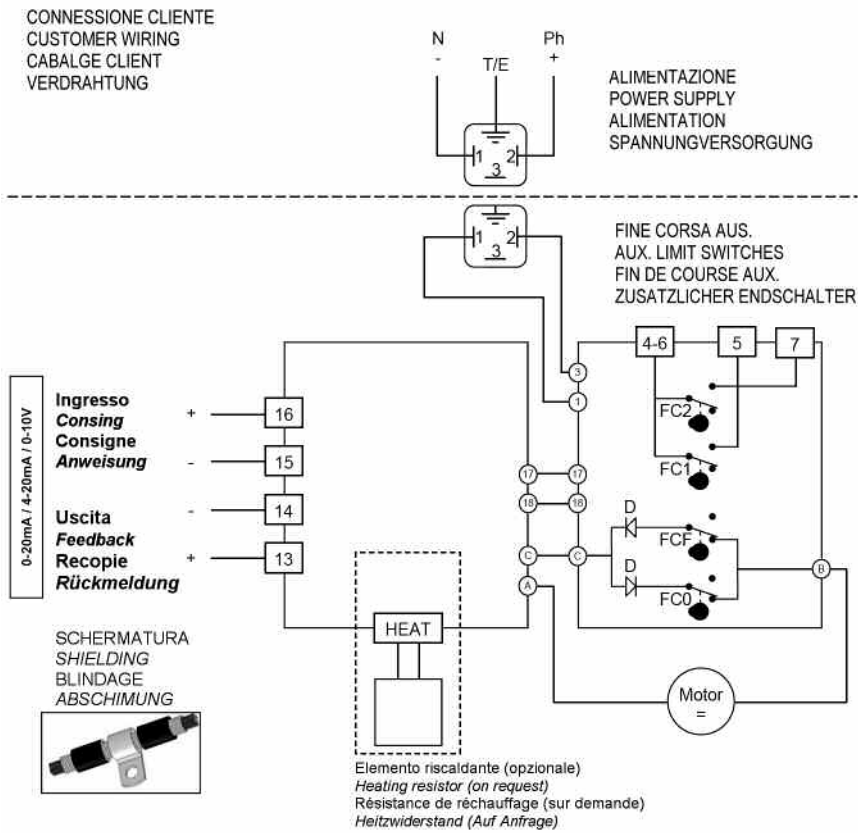 CONNESSIONE CLIENTE
CUSTOMER WIRING
CABALGE CLIENT
VERDRAHTUNG
N
-
T/E
Ph
+
ALIMENTAZIONE
POWER SUPPLY
ALIMENTATION
SPANNUNGVERSORGUNG
1 2
3
1 2
3
FINE CORSA AUS.
AUX. LIMIT SWITCHES
FIN DE COURSE AUX.
ZUSATZLICHER ENDSCHALTER
4-6 5 7
3
1
FC2
FC1
17 17
18 18
D
FCF
C C
D
FC0
A
B
0-20mA / 4-20mA / 0-10V
Ingresso
Consing
Consigne
Anweisung
+ 16
- 15
Uscita
Feedback
Recopie
Rückmeldung
- 14
+ 13
HEAT
Motor
=
SCHERMATURA
SHIELDING
BLINDAGE
ABSCHIMUNG
Elemento riscaldante (opzionale)
Heating resistor (on request)
Résistance de réchauffage (sur demande)
Heitzwiderstand (Auf Anfrage)